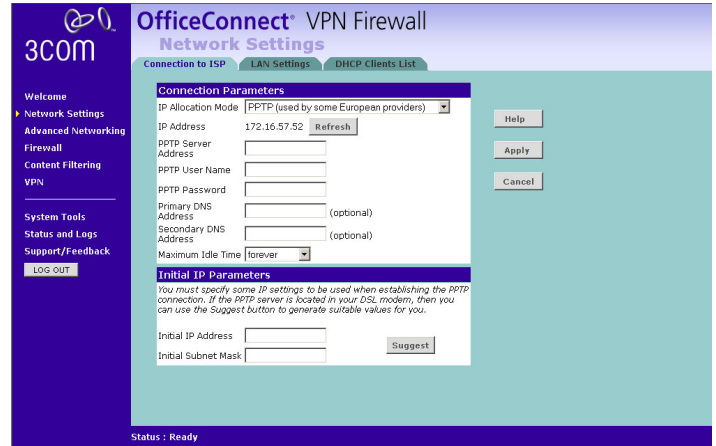 3COM
OfficeConnect® VPN Firewall
Network Settings
Connection to ISP LAN Settings DHCP Clients List
Welcome
Network Settings
Advanced Networking
Firewall
Content Filtering
VPN
System Tools
Status and Logs
Support/Feedback
LOG OUT
Connection Parameters
IP Allocation Mode PPTP (used by some European providers)
IP Address 172.16.57.52 Refresh
PPTP Server
Address
PPTP User Name
PPTP Password
Primary DNS
Address (optional)
Secondary DNS
Address (optional)
Maximum Idle Time forever
Initial IP Parameters
You must specify some IP settings to be used when establishing the PPTP
connection. If the PPTP server is located in your DSL modem, then you
can use the Suggest button to generate suitable values for you.
Initial IP Address
Initial Subnet Mask
Suggest
Help
Apply
Cancel
Status : Ready